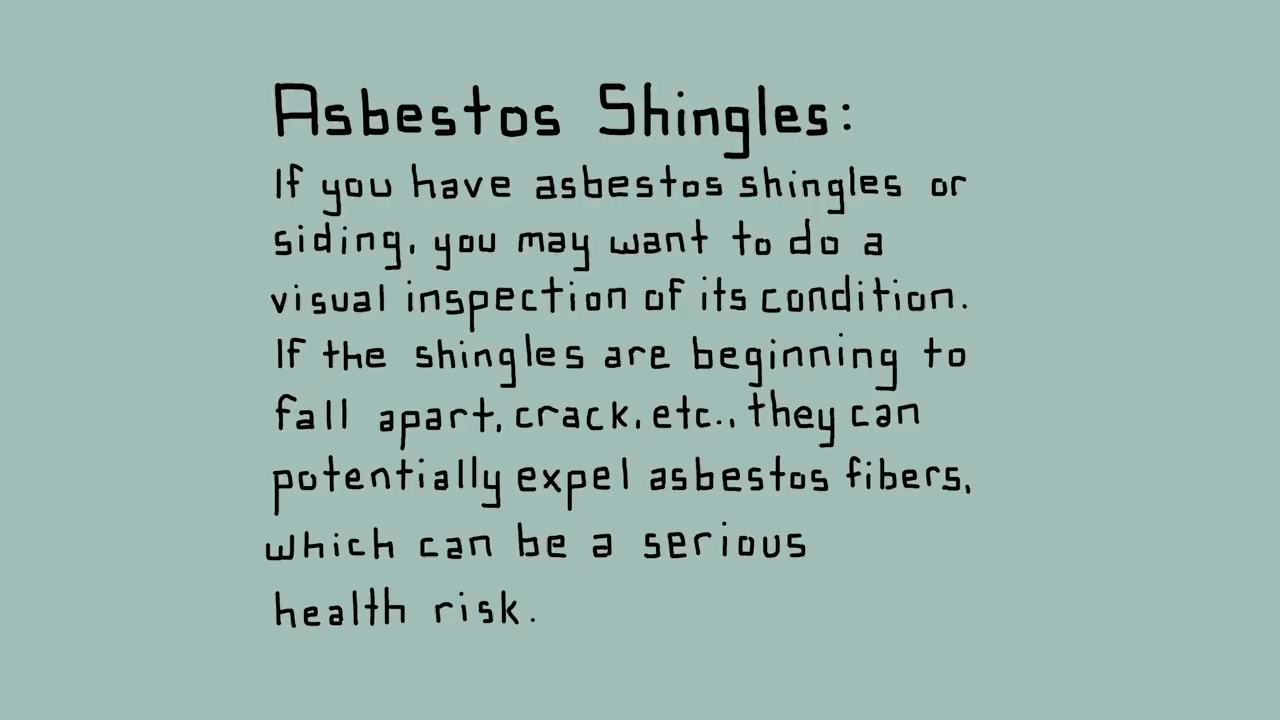 Asbestos Shingles:
If you have asbestos shingles or
siding, you may want to do a
visual inspection of its condition.
If the shingles are beginning to
fall apart, crack, etc., they can
potentially expel asbestos fibers,
which can be a serious
health risk.